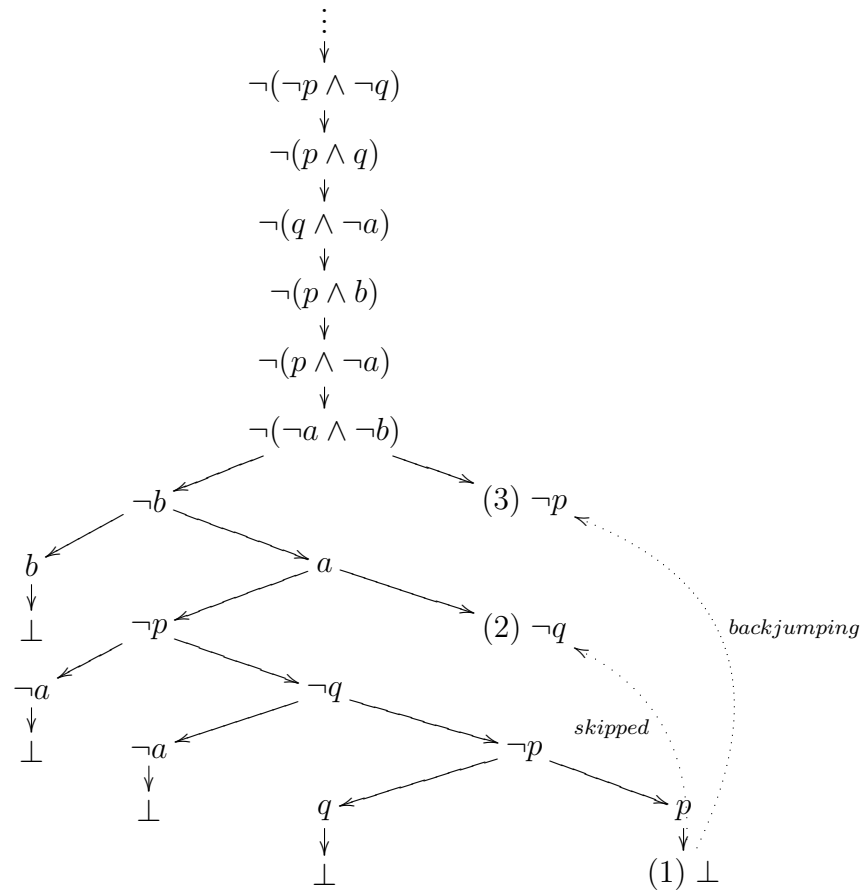 ⋮
¬(¬p ∧ ¬q)
¬(p ∧ q)
¬(q ∧ ¬a)
¬(p ∧ b)
¬(p ∧ ¬a)
¬(¬a ∧ ¬b)
¬b (3) ¬p
b a
⊥ ¬p (2) ¬q backjumping
¬a ¬q
⊥ ¬a skipped ¬p
⊥ q p
⊥ (1) ⊥